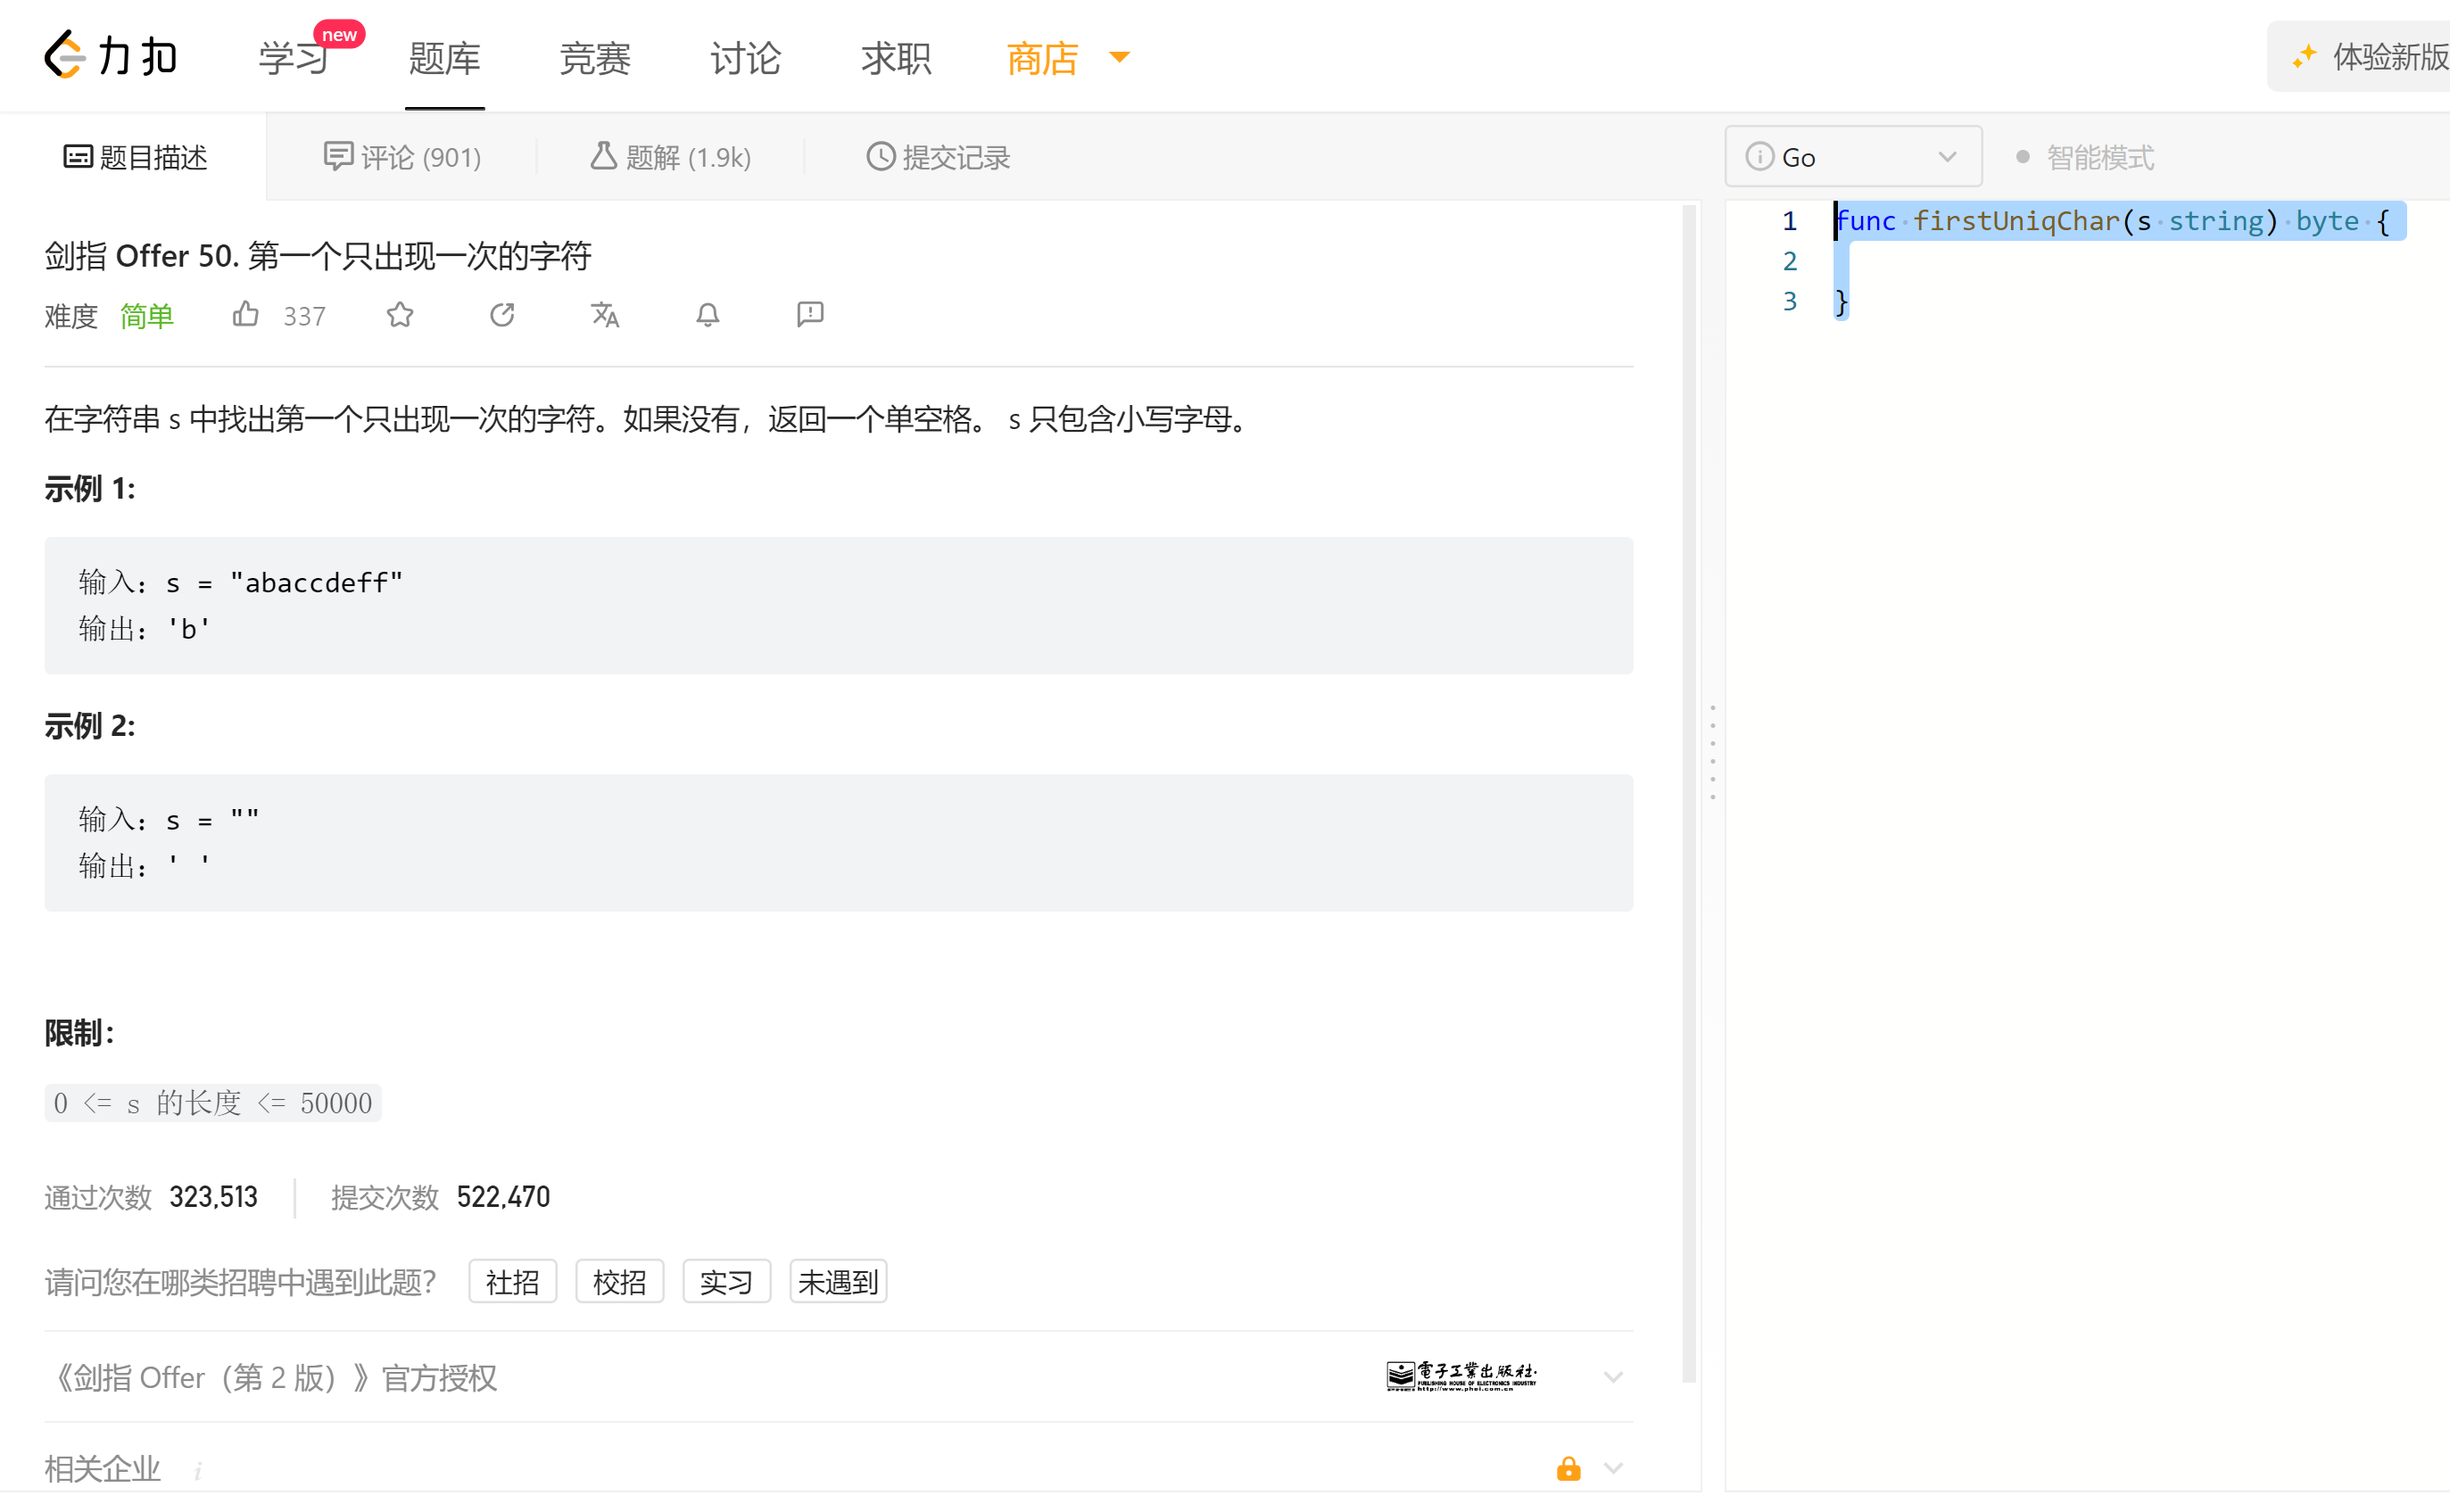 力扣
学习
new
题库
竞赛
讨论
求职
商店
体验新版
题目描述
评论 (901)
题解 (1.9k)
提交记录
Go
智能模式
剑指 Offer 50. 第一个只出现一次的字符
难度 简单 337
在字符串 s 中找出第一个只出现一次的字符。如果没有，返回一个单空格。 s 只包含小写字母。
示例 1:
输入：s = "abaccdeff"
输出：'b'
示例 2:
输入：s = ""
输出：' '
限制：
0 <= s 的长度 <= 50000
通过次数 323,513 提交次数 522,470
请问您在哪类招聘中遇到此题？ 社招 校招 实习 未遇到
《剑指 Offer（第 2 版）》官方授权
電子工業出版社
PUBLISHING HOUSE OF ELECTRONICS INDUSTRY
http://www.phei.com.cn
相关企业 i
1 func firstUniqChar(s string) byte {
2
3 }